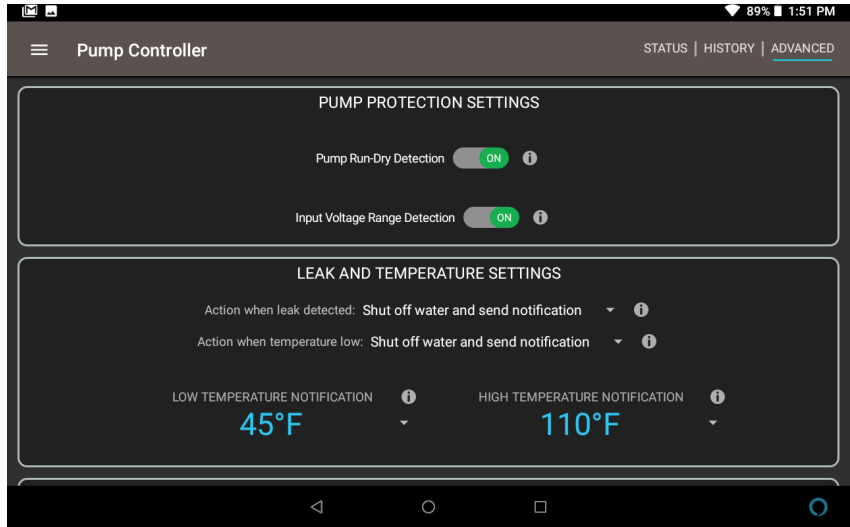 89% 1:51 PM
Pump Controller STATUS | HISTORY | ADVANCED
PUMP PROTECTION SETTINGS
Pump Run-Dry Detection ON
Input Voltage Range Detection ON
LEAK AND TEMPERATURE SETTINGS
Action when leak detected: Shut off water and send notification
Action when temperature low: Shut off water and send notification
LOW TEMPERATURE NOTIFICATION HIGH TEMPERATURE NOTIFICATION
45°F 110°F